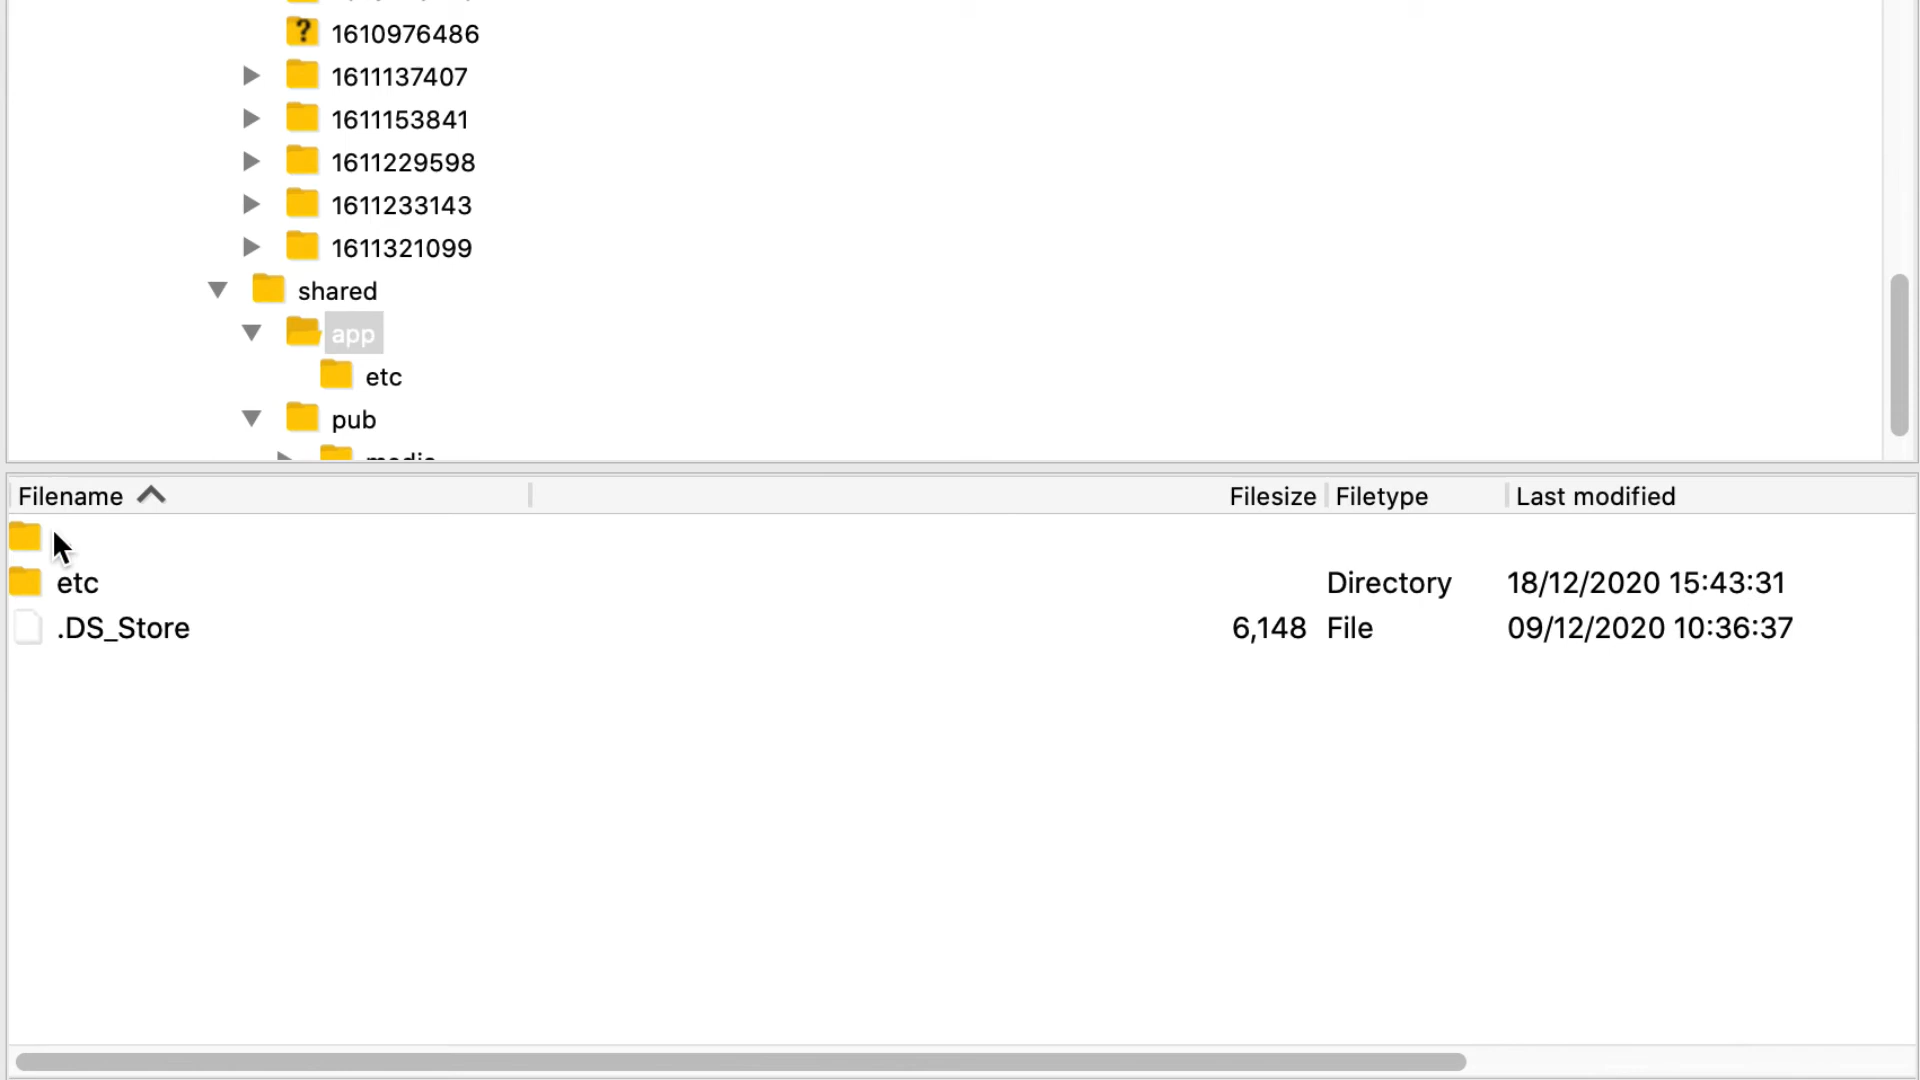 1610976486
1611137407
1611153841
1611229598
1611233143
1611321099
shared
app
etc
pub
Filename Filesize Filetype Last modified
etc Directory 18/12/2020 15:43:31
.DS_Store 6,148 File 09/12/2020 10:36:37